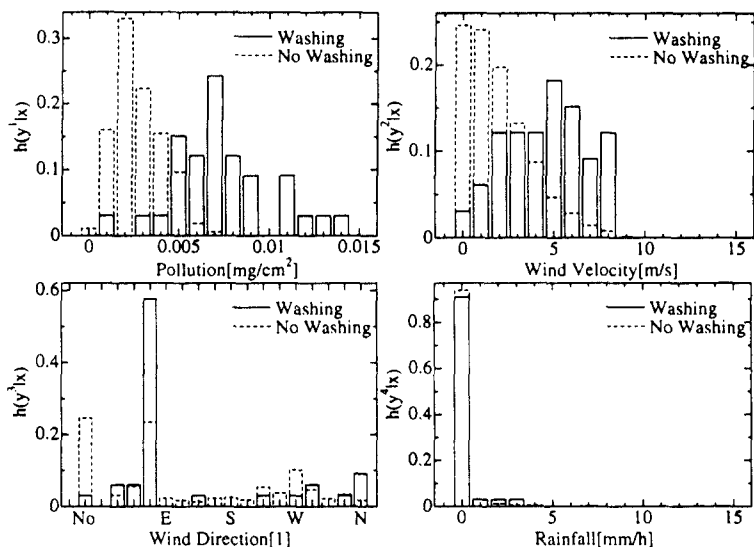 0.3
0.2
0.1
0
h(y¹|x)
Washing
No Washing
0 0.005 0.01 0.015
Pollution[mg/cm²]
0.2
0.1
0
h(y²|x)
Washing
No Washing
0 5 10 15
Wind Velocity[m/s]
0.6
0.4
0.2
0
h(y³|x)
Washing
No Washing
No E S W N
Wind Direction[1]
0.8
0.6
0.4
0.2
0
h(y⁴|x)
Washing
No Washing
0 5 10 15
Rainfall[mm/h]